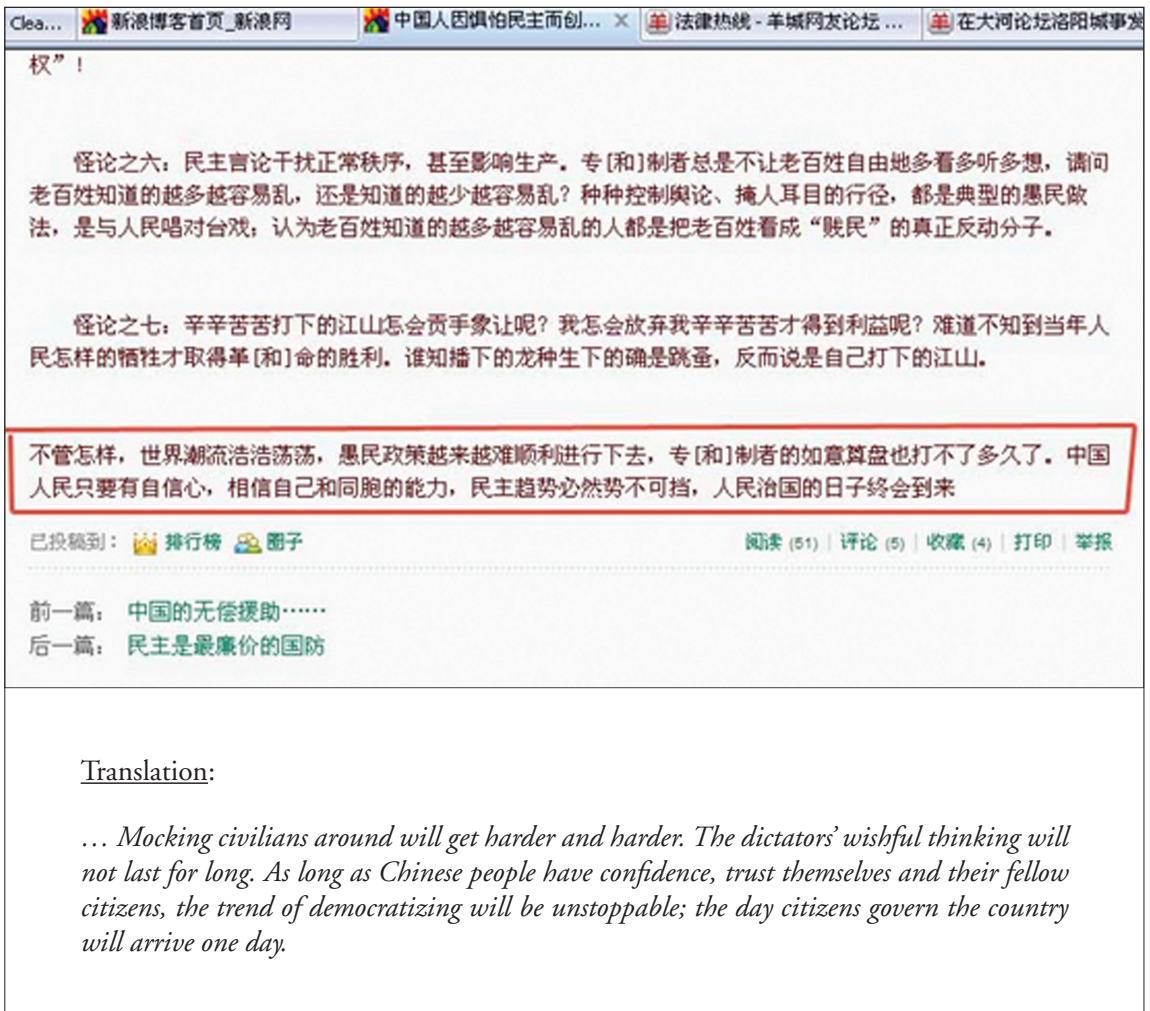 Clea... 新浪博客首页_新浪网 中国人因惧怕民主而创... 羊 法律热线 - 羊城网友论坛 ... 羊 在大河论坛洛阳城事发
权”！
怪论之六：民主言论干扰正常秩序，甚至影响生产。专[和]制者总是不让老百姓自由地多看多听多想，请问
老百姓知道的越多越容易乱，还是知道的越少越容易乱？种种控制舆论、掩人耳目的行径，都是典型的愚民做
法，是与人民唱对台戏；认为老百姓知道的越多越容易乱的人都是把老百姓看成“贱民”的真正反动分子。
怪论之七：辛辛苦苦打下的江山怎会贡手象让呢？我怎会放弃我辛辛苦苦才得到利益呢？难道不知到当年人
民怎样的牺牲才取得革[和]命的胜利。谁知播下的龙种生下的确是跳蚤，反而说是自己打下的江山。
不管怎样，世界潮流浩浩荡荡，愚民政策越来越难顺利进行下去，专[和]制者的如意算盘也打不了多久了。中国
人民只要有自信心，相信自己和同胞的能力，民主趋势必然势不可挡，人民治国的日子终会到来
已投稿到： 排行榜 圈子 阅读 (51) | 评论 (5) | 收藏 (4) | 打印 | 举报
前一篇： 中国的无偿援助……
后一篇： 民主是最廉价的国防
Translation:
… Mocking civilians around will get harder and harder. The dictators’ wishful thinking will
not last for long. As long as Chinese people have confidence, trust themselves and their fellow
citizens, the trend of democratizing will be unstoppable; the day citizens govern the country
will arrive one day.